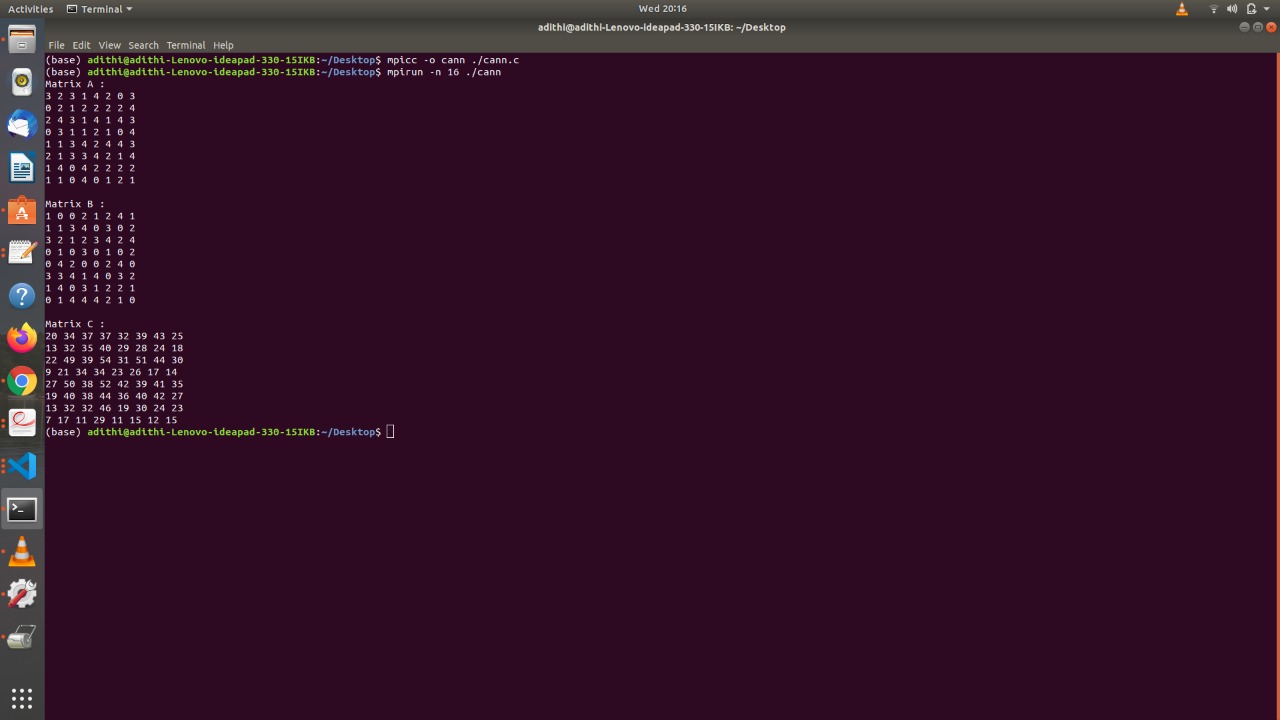 Activities Terminal Wed 20:16
adithi@adithi-Lenovo-ideapad-330-15IKB: ~/Desktop
File Edit View Search Terminal Help
(base) adithi@adithi-Lenovo-ideapad-330-15IKB:~/Desktop$ mpicc -o cann ./cann.c
(base) adithi@adithi-Lenovo-ideapad-330-15IKB:~/Desktop$ mpirun -n 16 ./cann
Matrix A :
3 2 3 1 4 2 0 3
0 2 1 2 2 2 2 4
2 4 3 1 4 1 4 3
0 3 1 1 2 1 0 4
1 1 3 4 2 4 4 3
2 1 3 3 4 2 1 4
1 4 0 4 2 2 2 2
1 1 0 4 0 1 2 1
Matrix B :
1 0 0 2 1 2 4 1
1 1 3 4 0 3 0 2
3 2 1 2 3 4 2 4
0 1 0 3 0 1 0 2
0 4 2 0 0 2 4 0
3 3 4 1 4 0 3 2
1 4 0 3 1 2 2 1
0 1 4 4 4 2 1 0
Matrix C :
20 34 37 37 32 39 43 25
13 32 35 40 29 28 24 18
22 49 39 54 31 51 44 30
9 21 34 34 23 26 17 14
27 50 38 52 42 39 41 35
19 40 38 44 36 40 42 27
13 32 32 46 19 30 24 23
7 17 11 29 11 15 12 15
(base) adithi@adithi-Lenovo-ideapad-330-15IKB:~/Desktop$